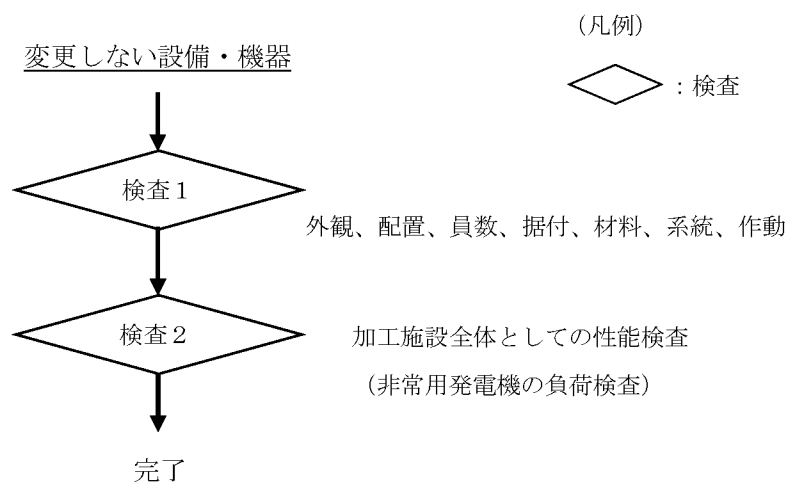 (凡例)
変更しない設備・機器
：検査
検査１
外観、配置、員数、据付、材料、系統、作動
検査２
加工施設全体としての性能検査
（非常用発電機の負荷検査）
完了